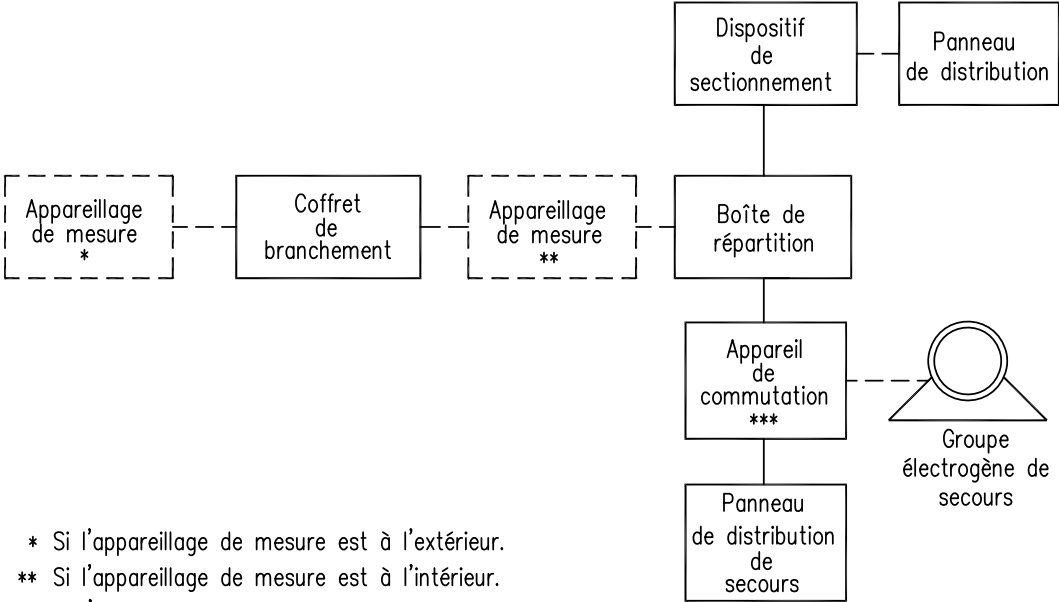 Dispositif
de
sectionnement
Panneau
de distribution
Appareillage
de mesure
*
Coffret
de
branchement
Appareillage
de mesure
**
Boîte de
répartition
Appareil
de
commutation
***
Groupe
électrogène de
secours
Panneau
de distribution
de
secours
* Si l'appareillage de mesure est à l'extérieur.
** Si l'appareillage de mesure est à l'intérieur.